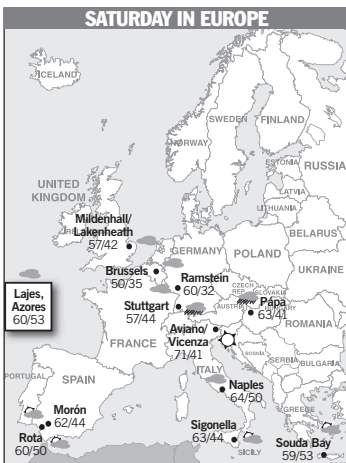 SATURDAY IN EUROPE
ICELAND
SWEDEN
FINLAND
NORWAY
ESTONIA
RUSSIA
LATVIA
LITHUANIA
UNITED
KINGDOM
Mildenhall/
Lakenheath
57/42
BELARUS
GERMANY
POLAND
UKRAINE
Brussels
50/35
Ramstein
60/32
CZECH
REP.
SLOVAKIA
Lajes,
Azores
60/53
Stuttgart
57/44
AUSTRIA
Pápa
63/41
Aviano/
Vicenza
71/41
ROMANIA
FRANCE
BOSNIA
SERBIA
BULGARIA
ITALY
PORTUGAL
SPAIN
Naples
64/50
Morón
62/44
GREECE
Rota
60/50
Sigonella
63/44
SICILY
Souda Bay
59/53